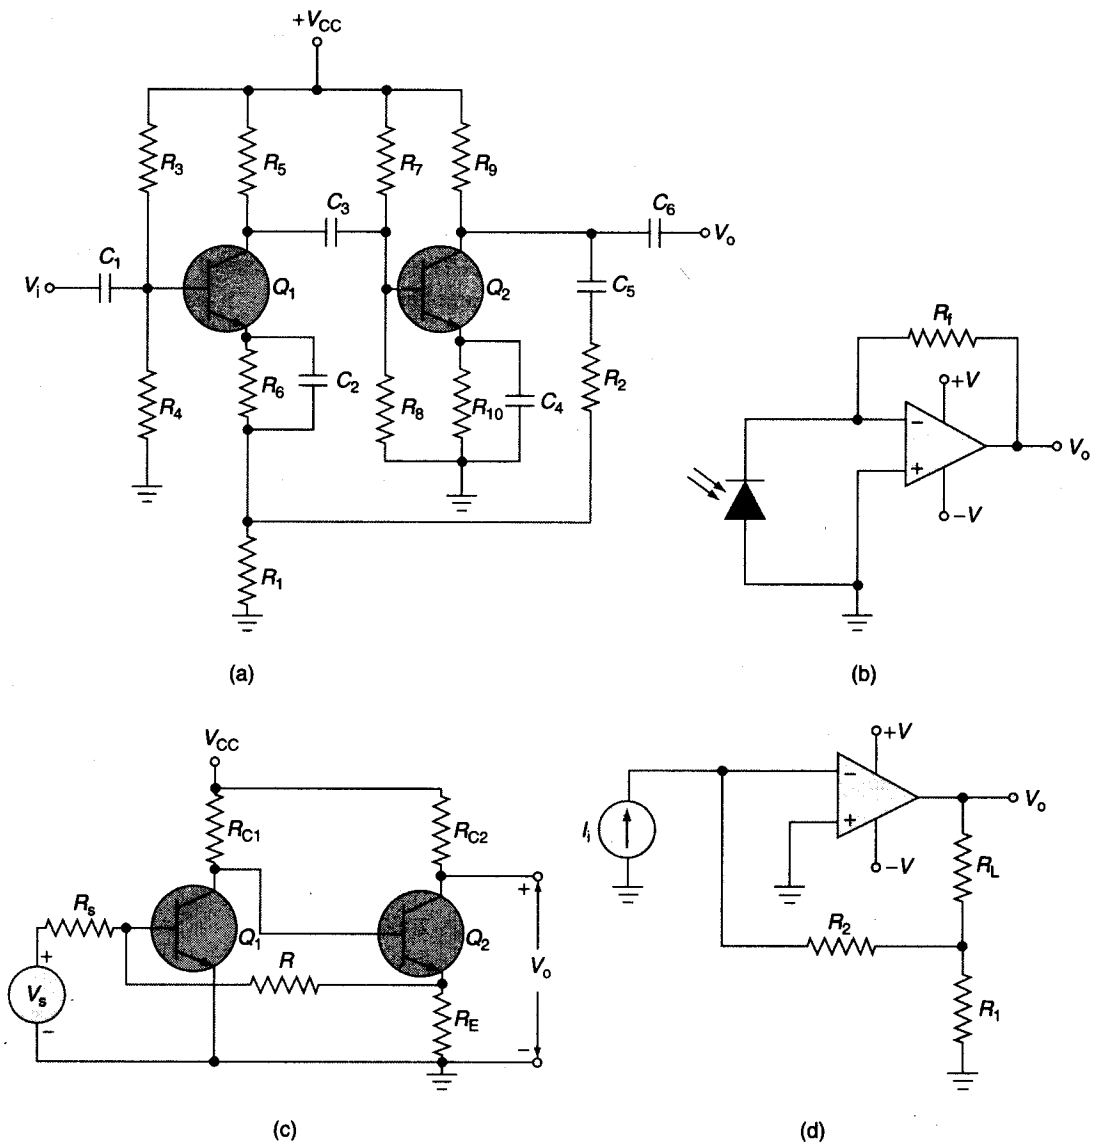 +VCC
R3 R5 R7 R9
C3 C6
Vo
C1
Vi Q1 Q2 C5
Rf
R4 R6 C2 R8 R10 C4 R2
+V
−
+
Vo
−V
R1
(a) (b)
VCC
+V
RC1 RC2
−
+
Vo
Ii
−V
RL
Rs Q1 Q2
+
Vo
R2
+
Vs
−
R
RE
R1
−
(c) (d)